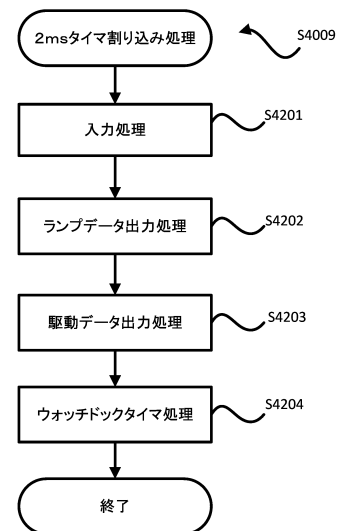 2msタイマ割り込み処理
S4009
入力処理
S4201
ランプデータ出力処理
S4202
駆動データ出力処理
S4203
ウォッチドックタイマ処理
S4204
終了